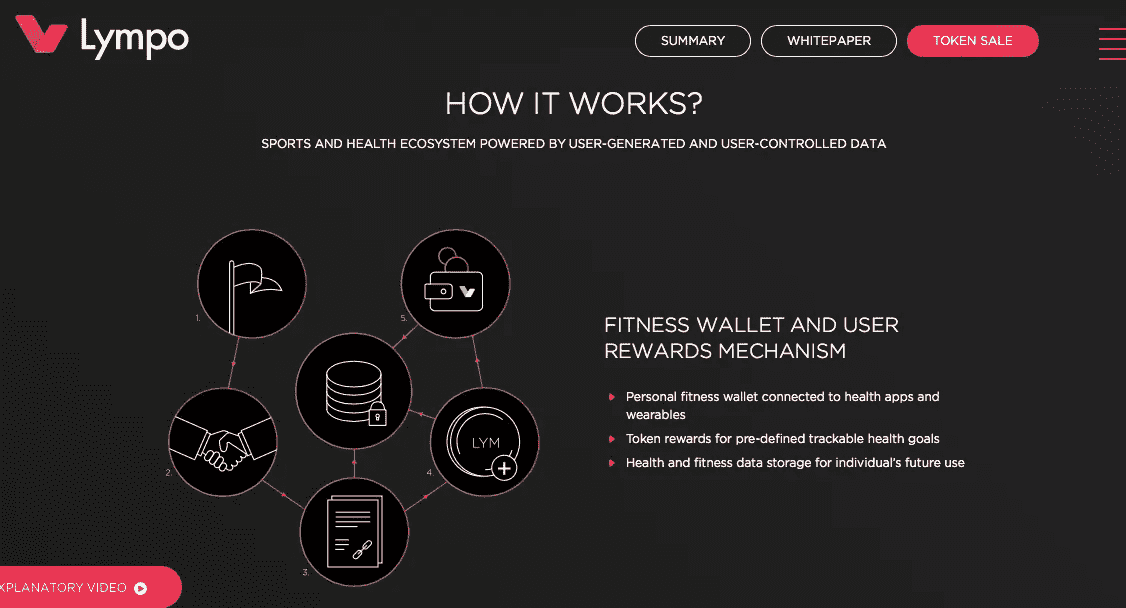 Lympo
SUMMARY
WHITEPAPER
TOKEN SALE
HOW IT WORKS?
SPORTS AND HEALTH ECOSYSTEM POWERED BY USER-GENERATED AND USER-CONTROLLED DATA
1.
5.
LYM
2.
4.
3.
FITNESS WALLET AND USER
REWARDS MECHANISM
Personal fitness wallet connected to health apps and
wearables
Token rewards for pre-defined trackable health goals
Health and fitness data storage for individual's future use
XPLANATORY VIDEO